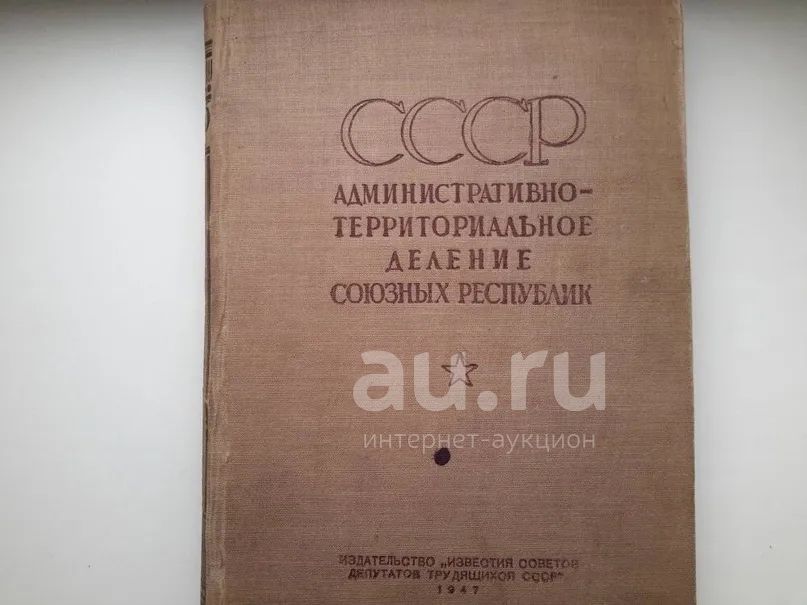 СССР
АДМИНИСТРАТИВНО-
ТЕРРИТОРИАЛЬНОЕ
ДЕЛЕНИЕ
СОЮЗНЫХ РЕСПУБЛИК
au.ru
интернет-аукцион
ИЗДАТЕЛЬСТВО „ИЗВЕСТИЯ СОВЕТОВ
ДЕПУТАТОВ ТРУДЯЩИХСЯ СССР"
1947